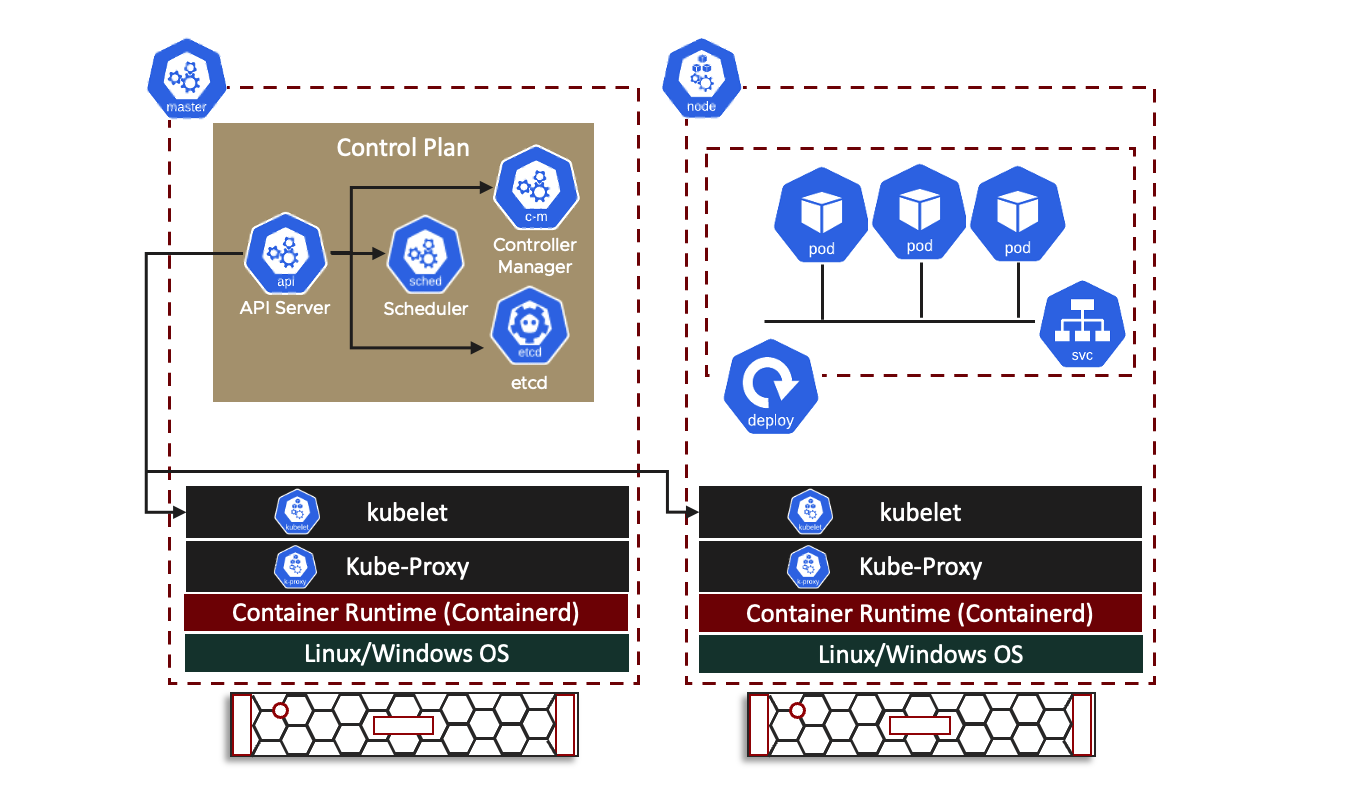 master
Control Plan
c-m
Controller
Manager
api
API Server
sched
Scheduler
etcd
etcd
kubelet
kubelet
k-proxy
Kube-Proxy
Container Runtime (Containerd)
Linux/Windows OS
node
pod
pod
pod
svc
deploy
kubelet
kubelet
k-proxy
Kube-Proxy
Container Runtime (Containerd)
Linux/Windows OS